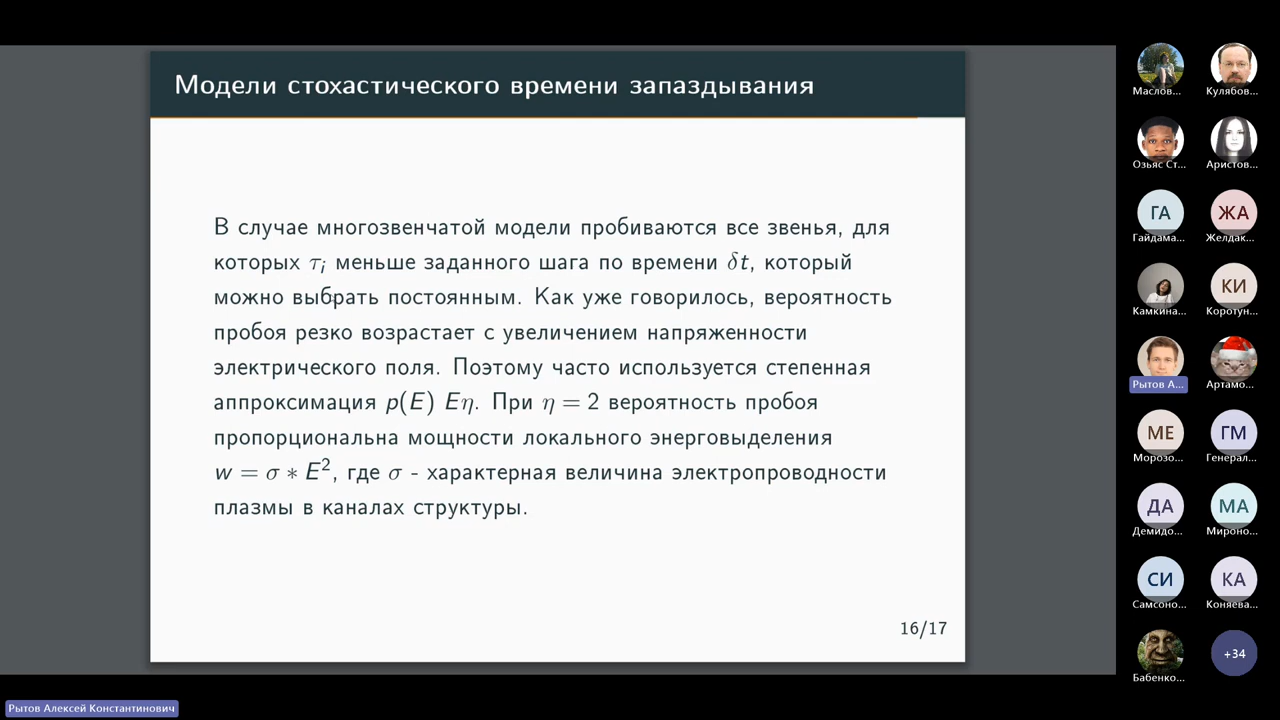 Модели стохастического времени запаздывания
В случае многозвенчатой модели пробиваются все звенья, для
которых τᵢ меньше заданного шага по времени δt, который
можно выбрать постоянным. Как уже говорилось, вероятность
пробоя резко возрастает с увеличением напряженности
электрического поля. Поэтому часто используется степенная
аппроксимация p(E) Eη. При η = 2 вероятность пробоя
пропорциональна мощности локального энерговыделения
w = σ ∗ E², где σ - характерная величина электропроводности
плазмы в каналах структуры.
16/17
Маслов...
Кулябов...
Озьяс Ст...
Аристов...
ГА
Гайдама...
ЖА
Желдак...
Камкина...
КИ
Коротун...
Рытов А...
Артамо...
МЕ
Морозо...
ГМ
Генерал...
ДА
Демидо...
МА
Мироно...
СИ
Самсоно...
КА
Коняева...
Бабенко...
+34
Рытов Алексей Константинович